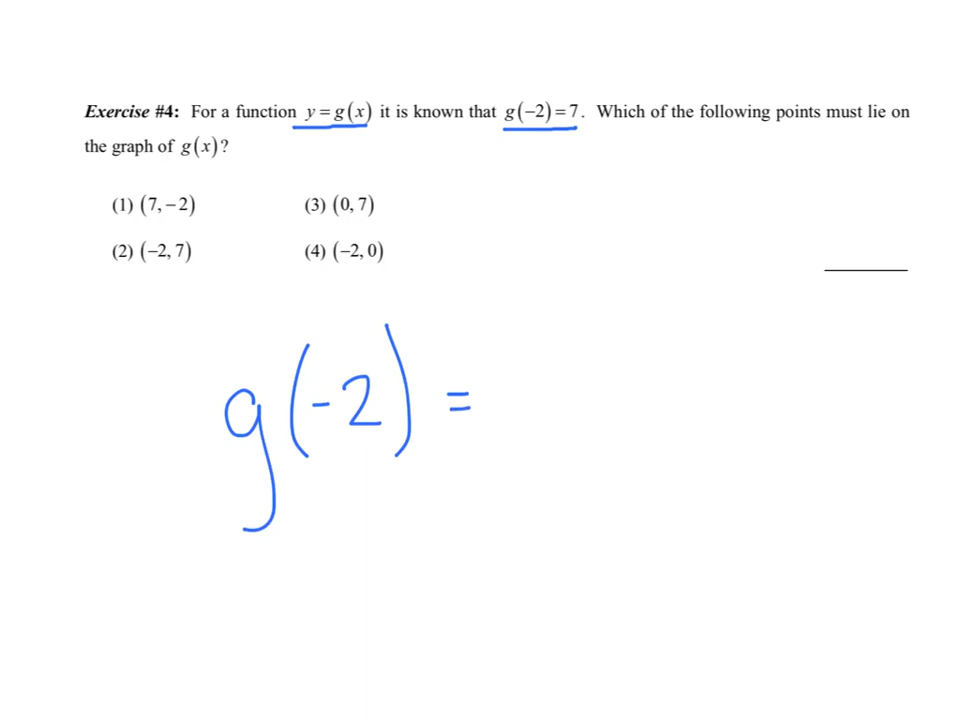 Exercise #4: For a function y = g(x) it is known that g(−2) = 7. Which of the following points must lie on
the graph of g(x)?
(1) (7, −2) (3) (0, 7)
(2) (−2, 7) (4) (−2, 0)
g(-2) =